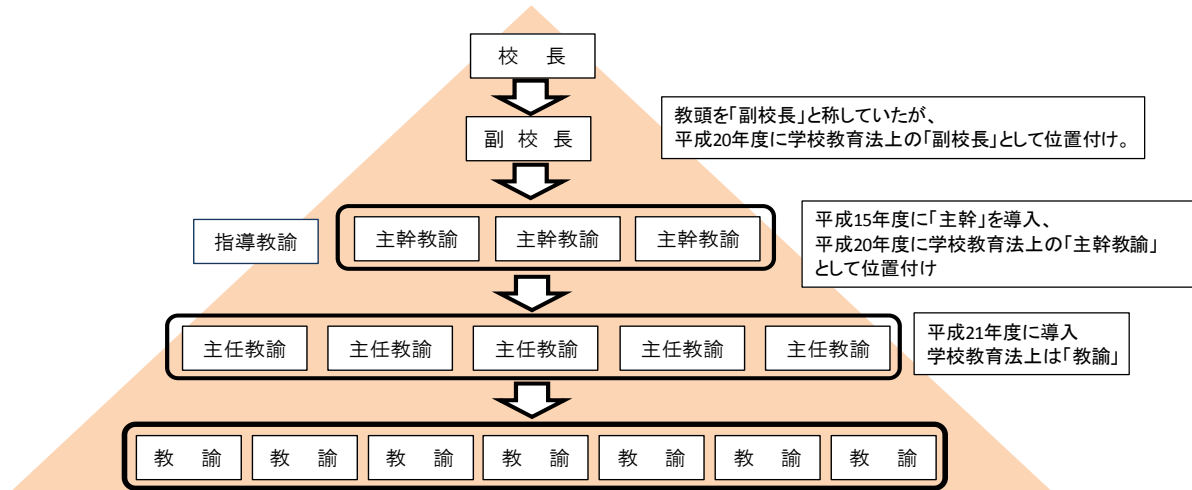 校　長
教頭を「副校長」と称していたが、
平成20年度に学校教育法上の「副校長」として位置付け。
副 校 長
指導教諭
主幹教諭
主幹教諭
主幹教諭
平成15年度に「主幹」を導入、
平成20年度に学校教育法上の「主幹教諭」
として位置付け
主任教諭
主任教諭
主任教諭
主任教諭
主任教諭
平成21年度に導入
学校教育法上は「教諭」
教　諭
教　諭
教　諭
教　諭
教　諭
教　諭
教　諭